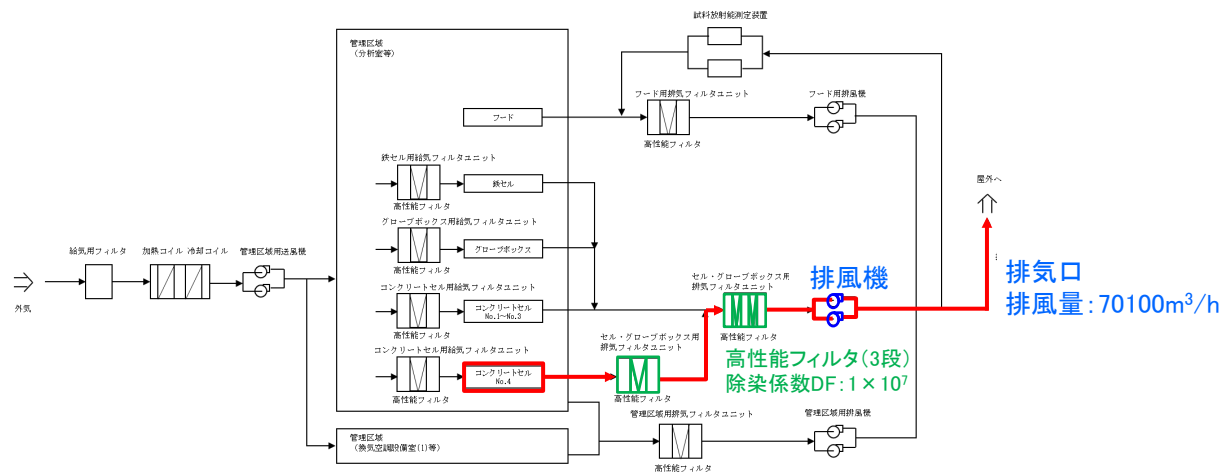 試料放射能測定装置
管理区域
(分析室等)
フード用排気フィルタユニット
フード用排風機
フード
高性能フィルタ
鉄セル用給気フィルタユニット
鉄セル
高性能フィルタ
屋外へ
グローブボックス用給気フィルタユニット
グローブボックス
高性能フィルタ
給気用フィルタ
加熱コイル 冷却コイル
管理区域用送風機
外気
コンクリートセル用給気フィルタユニット
コンクリートセル
No.1~No.3
高性能フィルタ
セル・グローブボックス用
排気フィルタユニット
高性能フィルタ
排風機
排気口
排風量:70100m³/h
セル・グローブボックス用
排気フィルタユニット
高性能フィルタ
高性能フィルタ(3段)
除染係数DF:1×10⁷
コンクリートセル用給気フィルタユニット
コンクリートセル
No.4
高性能フィルタ
管理区域用排気フィルタユニット
高性能フィルタ
管理区域用排風機
管理区域
(換気空調設備室(1)等)